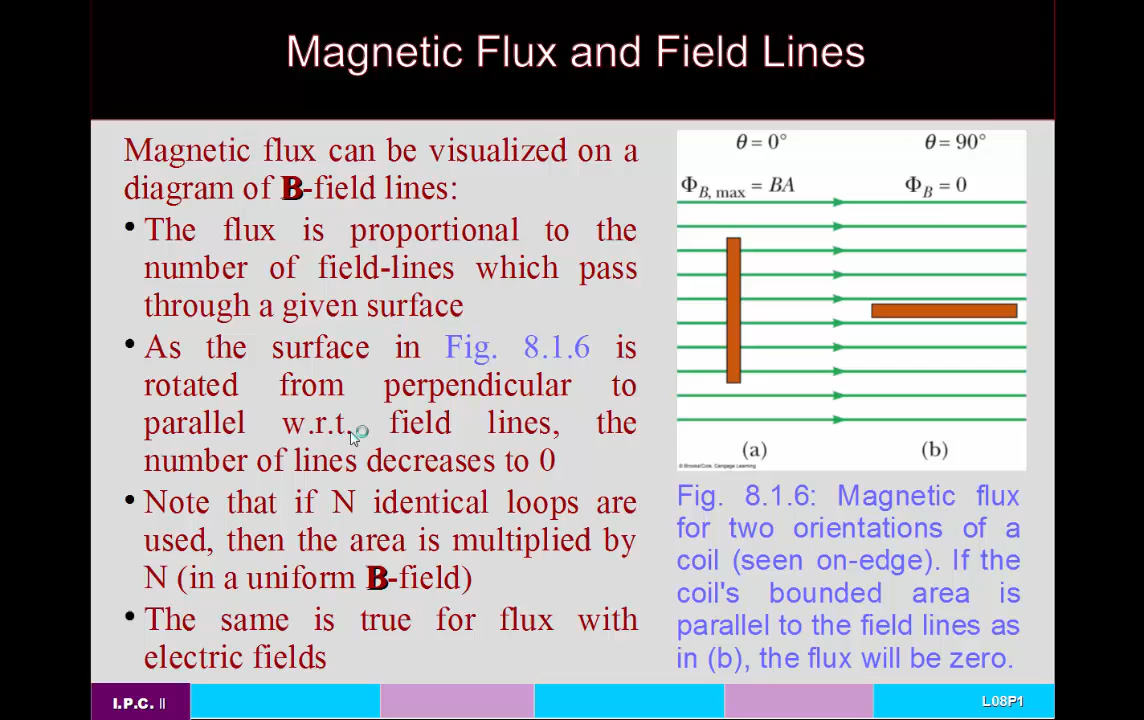 Magnetic Flux and Field Lines
Magnetic flux can be visualized on a
diagram of B-field lines:
• The flux is proportional to the
number of field-lines which pass
through a given surface
• As the surface in Fig. 8.1.6 is
rotated from perpendicular to
parallel w.r.t. field lines, the
number of lines decreases to 0
• Note that if N identical loops are
used, then the area is multiplied by
N (in a uniform B-field)
• The same is true for flux with
electric fields
θ = 0° θ = 90°
Φ_B, max = BA Φ_B = 0
(a) (b)
© Brooks/Cole, Cengage Learning
Fig. 8.1.6: Magnetic flux
for two orientations of a
coil (seen on-edge). If the
coil's bounded area is
parallel to the field lines as
in (b), the flux will be zero.
I.P.C. II
L08P1